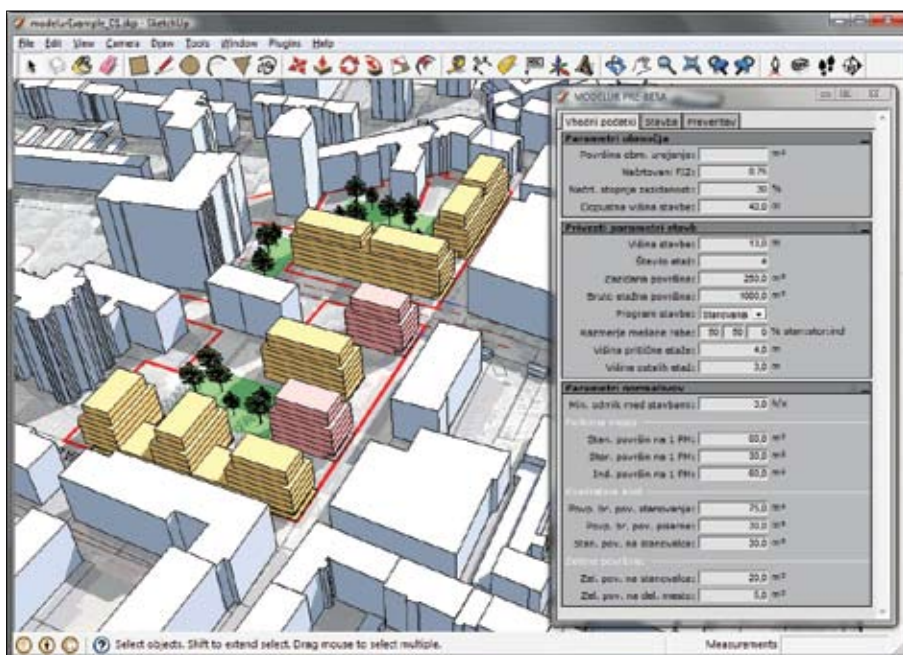 modelur-Example_01.skp - SketchUp
File Edit View Camera Draw Tools Window Plugins Help
MODELUR PRE-BETA
Vhodni podatki Stavba Preveritev
Parametri območja
Površina obm. urejanja: m²
Načrtovani FIZ: 0.75
Načrt. stopnja zazidanosti: 30 %
Dopustna višina stavbe: 42,0 m
Privzeti parametri stavb
Višina stavbe: 13,0 m
Število etaž: 4
Zazidana površina: 250,0 m²
Bruto etažna površina: 1000,0 m²
Program stavbe: Stanovanja
Razmerje mešane rabe: 50 50 0 % stan:stor:ind
Višina pritlične etaže: 4,0 m
Višina ostalih etaž: 3,0 m
Parametri normativov
Min. odmik med stavbami: 3,0 h/x
Stan. površin na 1 PM: 60,0 m²
Stor. površin na 1 PM: 30,0 m²
Ind. površin na 1 PM: 60,0 m²
Povp. br. pov. stanovanja: 75,0 m²
Povp. br. pov. pisarne: 30,0 m²
Stan. pov. na stanovalca: 30,0 m²
Zel. pov. na stanovalca: 20,0 m²
Zel. pov. na del. mesto: 5,0 m²
Select objects. Shift to extend select. Drag mouse to select multiple.
Measurements